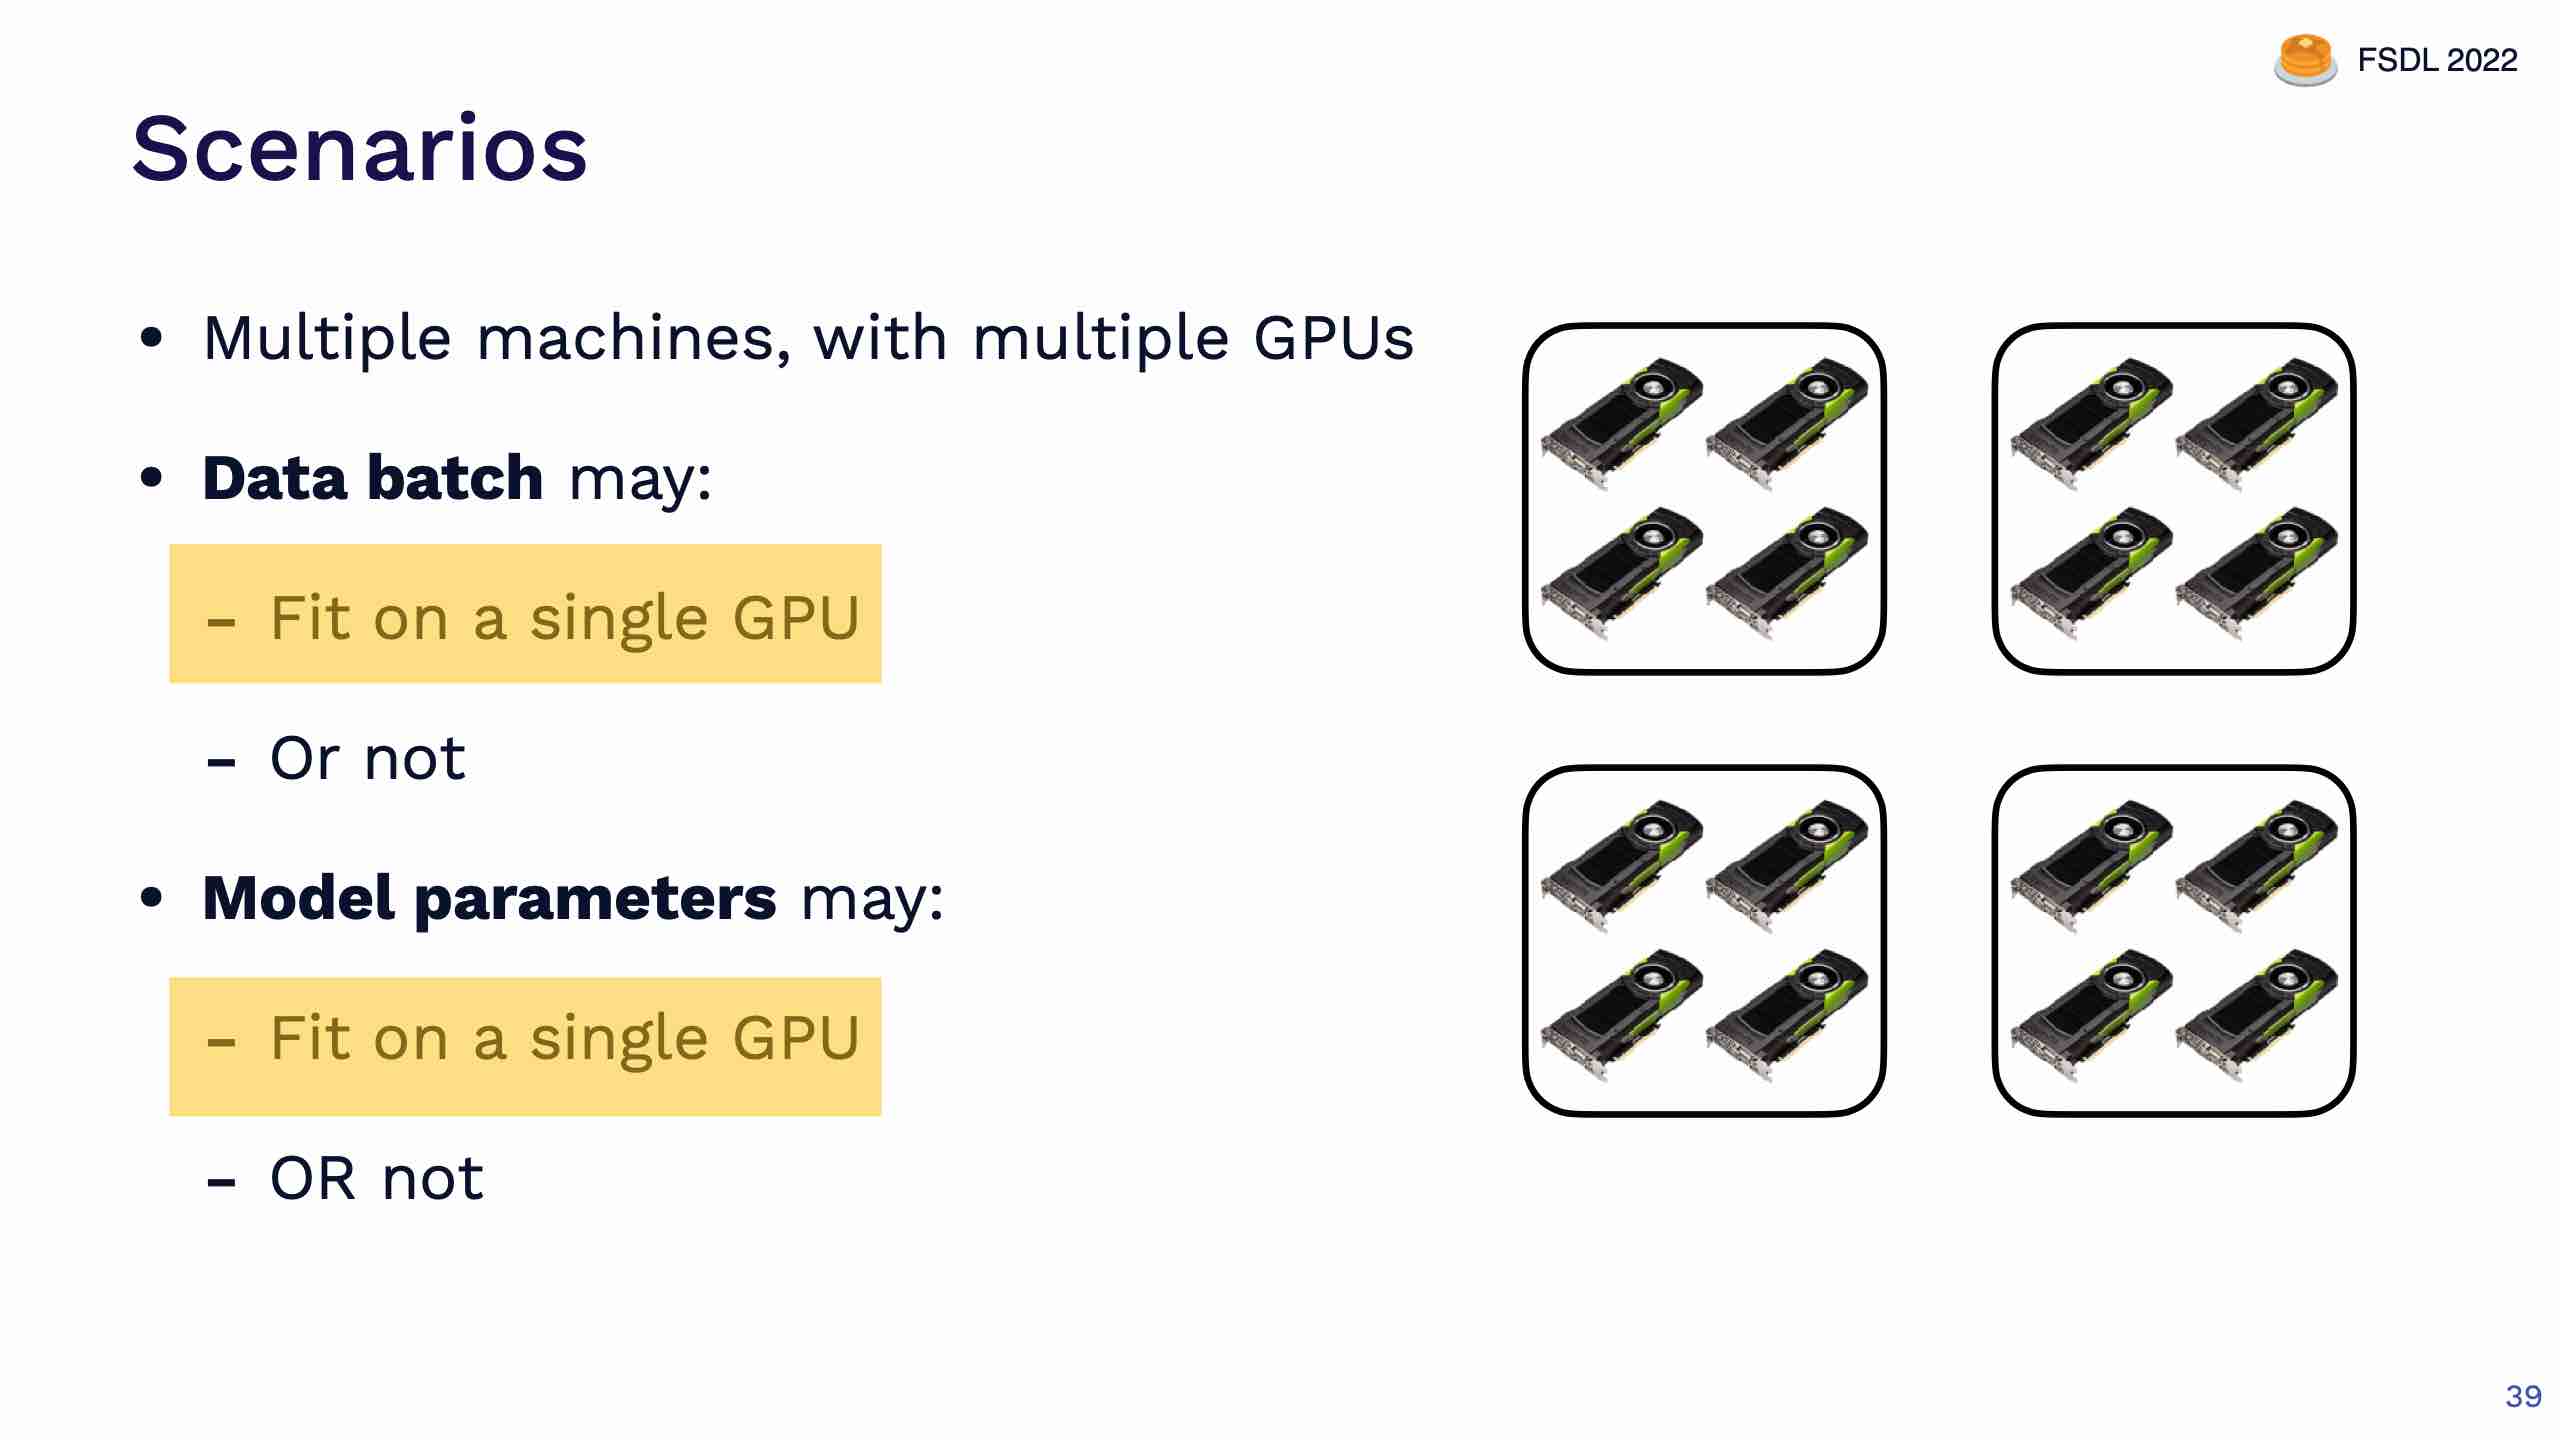 FSDL 2022
Scenarios
• Multiple machines, with multiple GPUs
• Data batch may:
- Fit on a single GPU
- Or not
• Model parameters may:
- Fit on a single GPU
- OR not
39